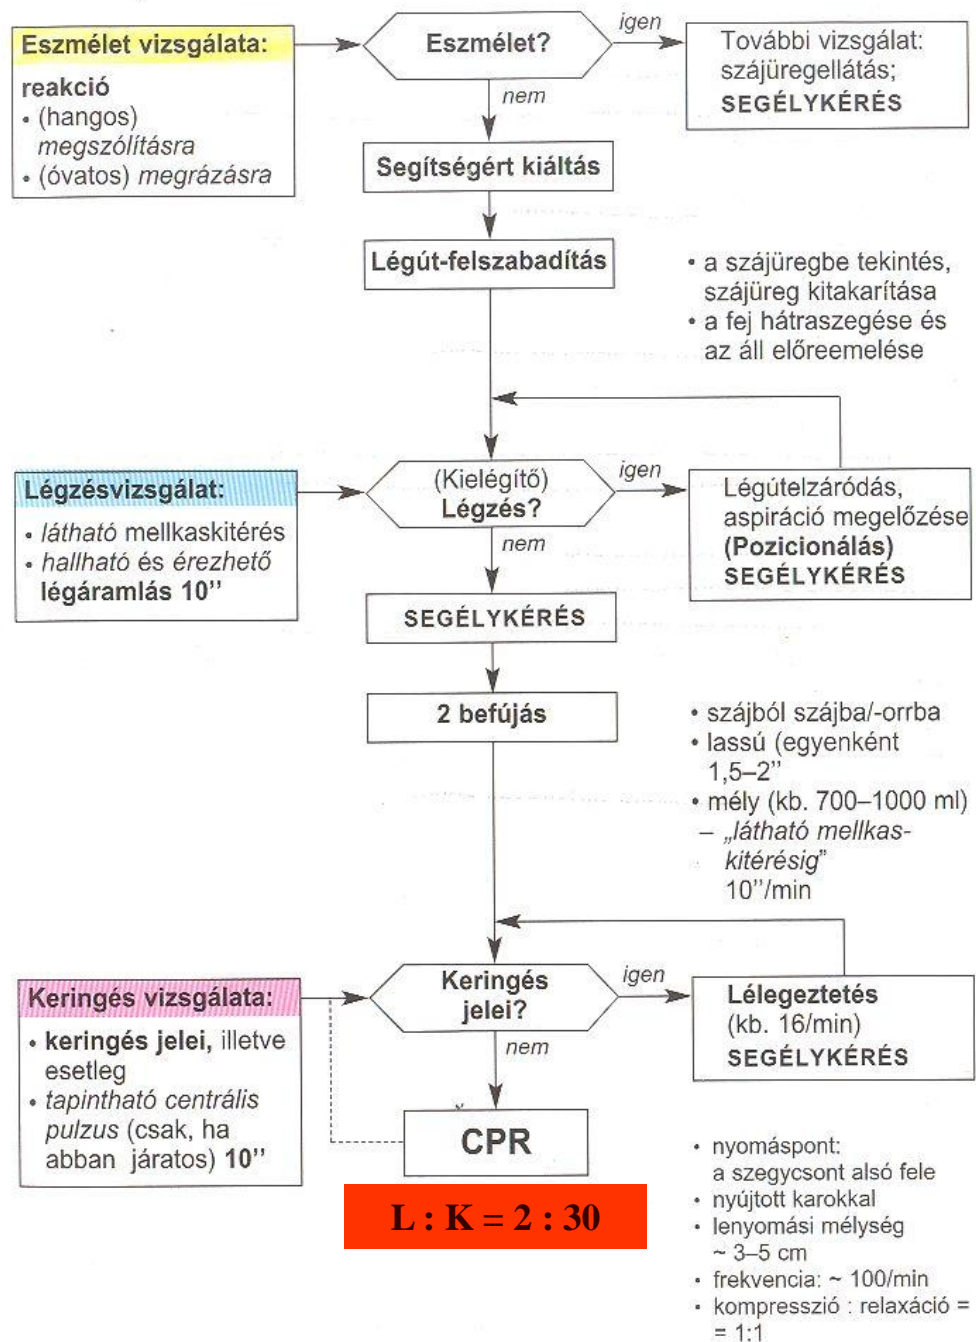 Eszmélet vizsgálata:
reakció
• (hangos)
megszólításra
• (óvatos) megrázásra
Eszmélet?
igen
További vizsgálat:
szájüregellátás;
SEGÉLYKÉRÉS
nem
Segítségért kiáltás
Légút-felszabadítás
• a szájüregbe tekintés,
szájüreg kitakarítása
• a fej hátraszegése és
az áll előreemelése
Légzésvizsgálat:
• látható mellkaskitérés
• hallható és érezhető
légáramlás 10’’
(Kielégítő)
Légzés?
igen
Légútelzáródás,
aspiráció megelőzése
(Pozicionálás)
SEGÉLYKÉRÉS
nem
SEGÉLYKÉRÉS
2 befújás
• szájból szájba/-orrba
• lassú (egyenként
1,5–2’’
• mély (kb. 700–1000 ml)
– „látható mellkas-
kitérésig”
10’’/min
Keringés vizsgálata:
• keringés jelei, illetve
esetleg
• tapintható centrális
pulzus (csak, ha
abban járatos) 10’’
Keringés
jelei?
igen
Lélegeztetés
(kb. 16/min)
SEGÉLYKÉRÉS
nem
CPR
L : K = 2 : 30
• nyomáspont:
a szegycsont alsó fele
• nyújtott karokkal
• lenyomási mélység
~ 3–5 cm
• frekvencia: ~ 100/min
• kompresszió : relaxáció =
= 1:1